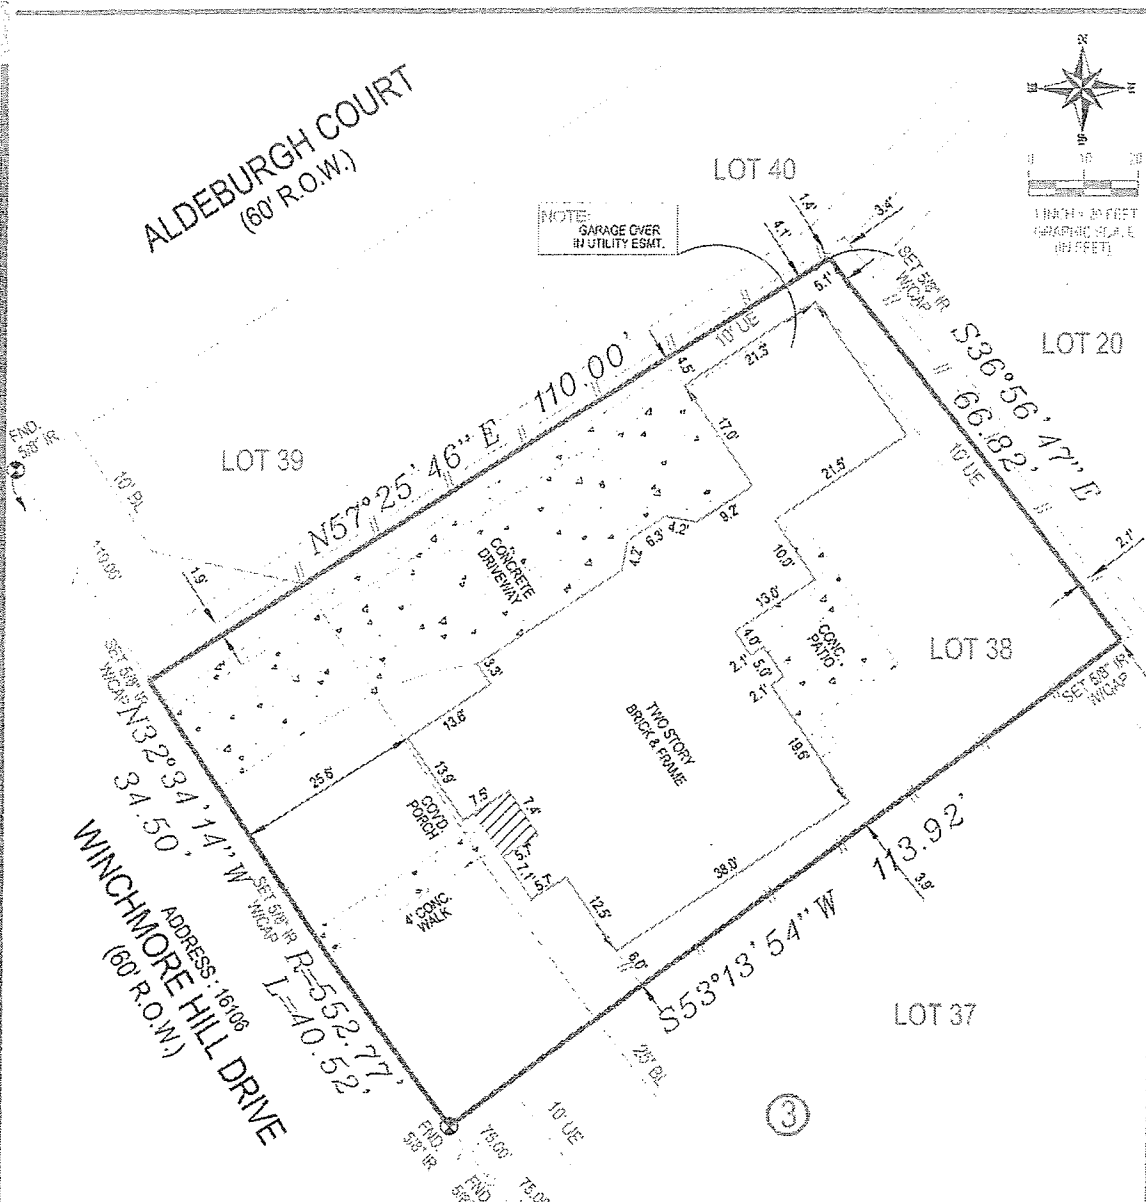 ALDEBURGH COURT
(60' R.O.W.)
N
S
0 10 20
1 INCH = 20 FEET
GRAPHIC SCALE
(IN FEET)
LOT 40
NOTE:
GARAGE OVER
IN UTILITY ESMT.
1.4'
4.1'
3.4'
5.1'
SET 5/8" IR
W/CAP
LOT 20
S36°56'47"E
66.82'
10' UE
10' UE
21.3'
4.5'
17.0'
21.5'
N57°25'46"E 110.00'
FND.
5/8" IR
LOT 39
10' BL
110.00'
1.9'
CONCRETE
DRIVEWAY
4.2'
6.3'
4.2'
9.2'
10.0'
13.0'
4.0'
2.1'
5.0'
2.1'
CONC.
PATIO
2.1'
LOT 38
SET 5/8" IR
W/CAP
SET 5/8" IR
W/CAP
N32°34'14"W
34.50'
3.3'
13.6'
25.6'
13.9'
TWO STORY
BRICK & FRAME
19.6'
COV'D.
PORCH
7.5'
7.4'
7.1'
5.7'
12.5'
38.0'
6.0'
4' CONC.
WALK
SET 5/8" IR
W/CAP
113.92'
S53°13'54"W
3.9'
WINCHMORE HILL DRIVE
ADDRESS: 16106
(60' R.O.W.)
R=552.77'
L=40.52'
LOT 37
25' BL
3
10' UE
FND.
5/8" IR
75.00'
FND.
75.00